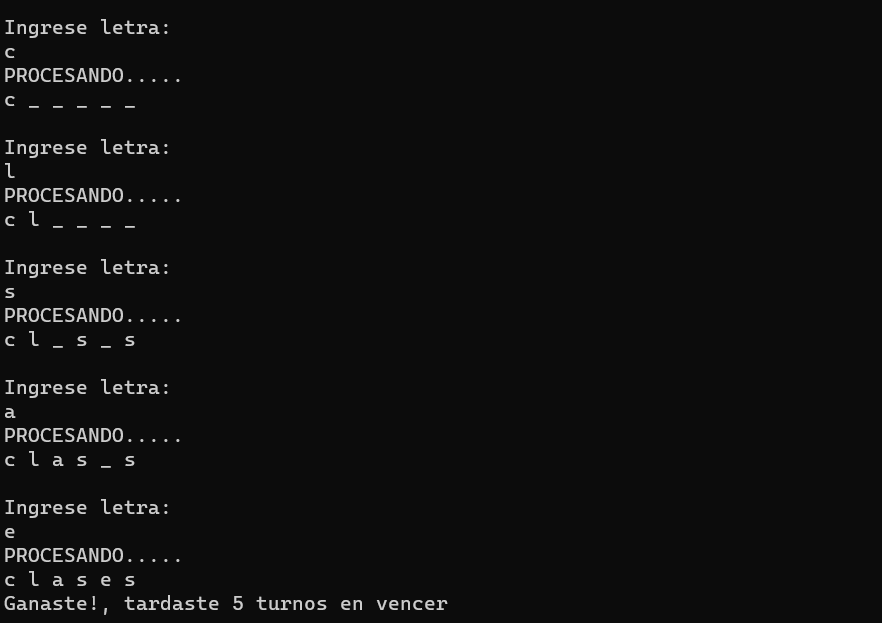 Ingrese letra:
c
PROCESANDO.....
c _ _ _ _ _
Ingrese letra:
l
PROCESANDO.....
c l _ _ _ _
Ingrese letra:
s
PROCESANDO.....
c l _ s _ s
Ingrese letra:
a
PROCESANDO.....
c l a s _ s
Ingrese letra:
e
PROCESANDO.....
c l a s e s
Ganaste!, tardaste 5 turnos en vencer